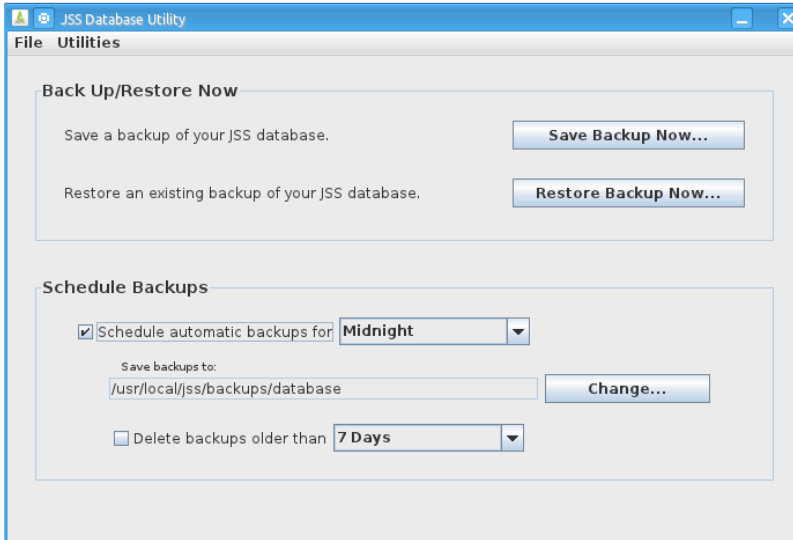 JSS Database Utility
File Utilities
Back Up/Restore Now
Save a backup of your JSS database.
Save Backup Now...
Restore an existing backup of your JSS database.
Restore Backup Now...
Schedule Backups
Schedule automatic backups for Midnight
Save backups to:
/usr/local/jss/backups/database
Change...
Delete backups older than 7 Days